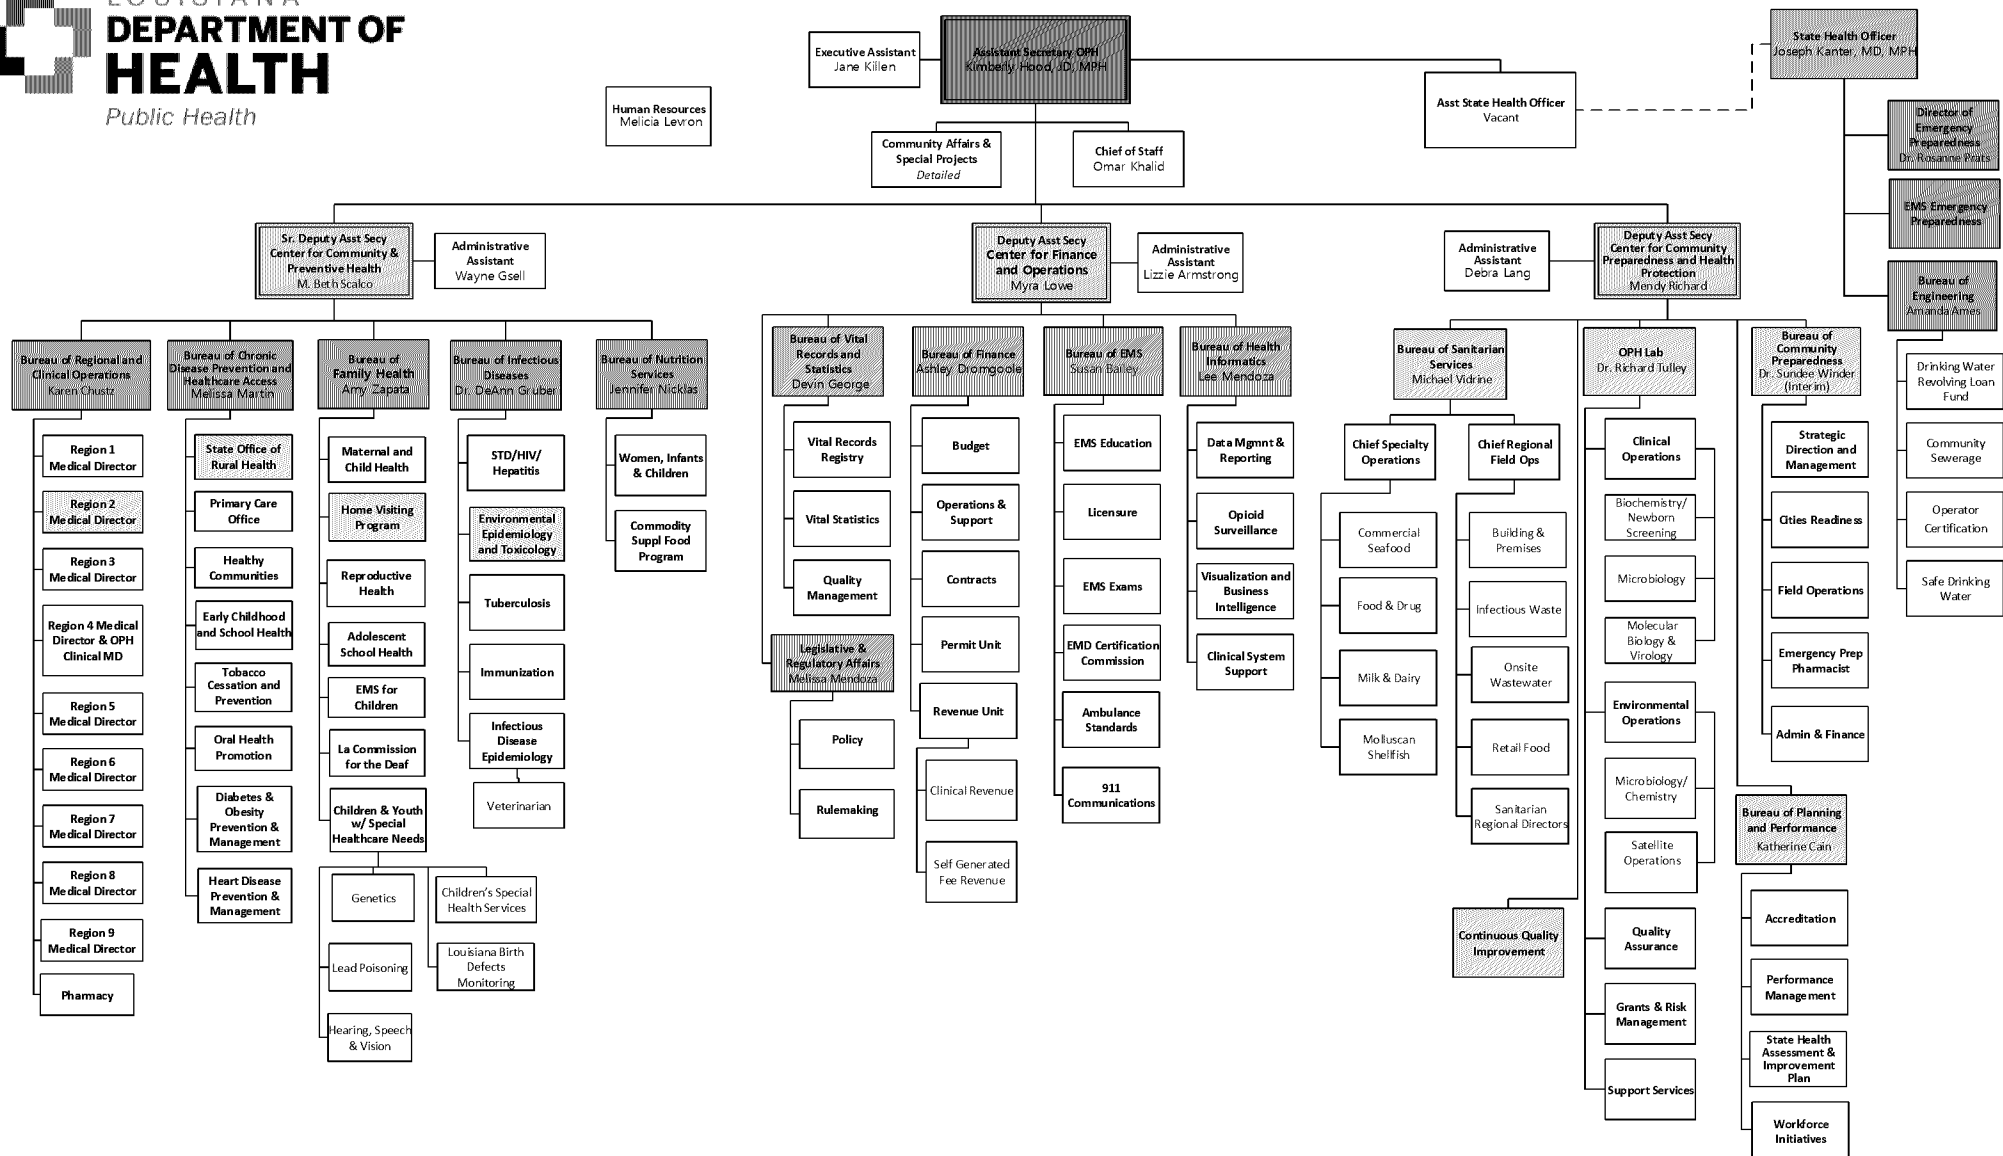 LOUISIANA
DEPARTMENT OF
HEALTH
Public Health
Executive Assistant
Jane Killen
Assistant Secretary OPH
Kimberly Hood, JD, MPH
State Health Officer
Joseph Kanter, MD, MPH
Human Resources
Melicia Levron
Asst State Health Officer
Vacant
Community Affairs &
Special Projects
Detailed
Chief of Staff
Omar Khalid
Director of
Emergency
Preparedness
Dr. Rosanne Prats
EMS Emergency
Preparedness
Bureau of
Engineering
Amanda Ames
Drinking Water
Revolving Loan
Fund
Community
Sewerage
Operator
Certification
Safe Drinking
Water
Sr. Deputy Asst Secy
Center for Community &
Preventive Health
M. Beth Scalco
Administrative
Assistant
Wayne Gsell
Deputy Asst Secy
Center for Finance
and Operations
Myra Lowe
Administrative
Assistant
Lizzie Armstrong
Administrative
Assistant
Debra Lang
Deputy Asst Secy
Center for Community
Preparedness and Health
Protection
Mendy Richard
Bureau of Regional and
Clinical Operations
Karen Chustz
Region 1
Medical Director
Region 2
Medical Director
Region 3
Medical Director
Region 4 Medical
Director & OPH
Clinical MD
Region 5
Medical Director
Region 6
Medical Director
Region 7
Medical Director
Region 8
Medical Director
Region 9
Medical Director
Pharmacy
Bureau of Chronic
Disease Prevention and
Healthcare Access
Melissa Martin
State Office of
Rural Health
Primary Care
Office
Healthy
Communities
Early Childhood
and School Health
Tobacco
Cessation and
Prevention
Oral Health
Promotion
Diabetes &
Obesity
Prevention &
Management
Heart Disease
Prevention &
Management
Bureau of
Family Health
Amy Zapata
Maternal and
Child Health
Home Visiting
Program
Reproductive
Health
Adolescent
School Health
EMS for
Children
La Commission
for the Deaf
Children & Youth
w/ Special
Healthcare Needs
Genetics
Lead Poisoning
Hearing, Speech
& Vision
Children's Special
Health Services
Louisiana Birth
Defects
Monitoring
Bureau of Infectious
Diseases
Dr. DeAnn Gruber
STD/HIV/
Hepatitis
Environmental
Epidemiology
and Toxicology
Tuberculosis
Immunization
Infectious
Disease
Epidemiology
Veterinarian
Bureau of Nutrition
Services
Jennifer Nicklas
Women, Infants
& Children
Commodity
Suppl Food
Program
Bureau of Vital
Records and
Statistics
Devin George
Vital Records
Registry
Vital Statistics
Quality
Management
Legislative &
Regulatory Affairs
Melissa Mendoza
Policy
Rulemaking
Bureau of Finance
Ashley Dromgoole
Budget
Operations &
Support
Contracts
Permit Unit
Revenue Unit
Clinical Revenue
Self Generated
Fee Revenue
Bureau of EMS
Susan Bailey
EMS Education
Licensure
EMS Exams
EMD Certification
Commission
Ambulance
Standards
911
Communications
Bureau of Health
Informatics
Lee Mendoza
Data Mgmnt &
Reporting
Opioid
Surveillance
Visualization and
Business
Intelligence
Clinical System
Support
Bureau of Sanitarian
Services
Michael Vidrine
Chief Specialty
Operations
Commercial
Seafood
Food & Drug
Milk & Dairy
Molluscan
Shellfish
Chief Regional
Field Ops
Building &
Premises
Infectious Waste
Onsite
Wastewater
Retail Food
Sanitarian
Regional Directors
Continuous Quality
Improvement
OPH Lab
Dr. Richard Tulley
Clinical
Operations
Biochemistry/
Newborn
Screening
Microbiology
Molecular
Biology &
Virology
Environmental
Operations
Microbiology/
Chemistry
Satellite
Operations
Quality
Assurance
Grants & Risk
Management
Support Services
Bureau of
Community
Preparedness
Dr. Sundee Winder
(Interim)
Strategic
Direction and
Management
Cities Readiness
Field Operations
Emergency Prep
Pharmacist
Admin & Finance
Bureau of Planning
and Performance
Katherine Cain
Accreditation
Performance
Management
State Health
Assessment &
Improvement
Plan
Workforce
Initiatives